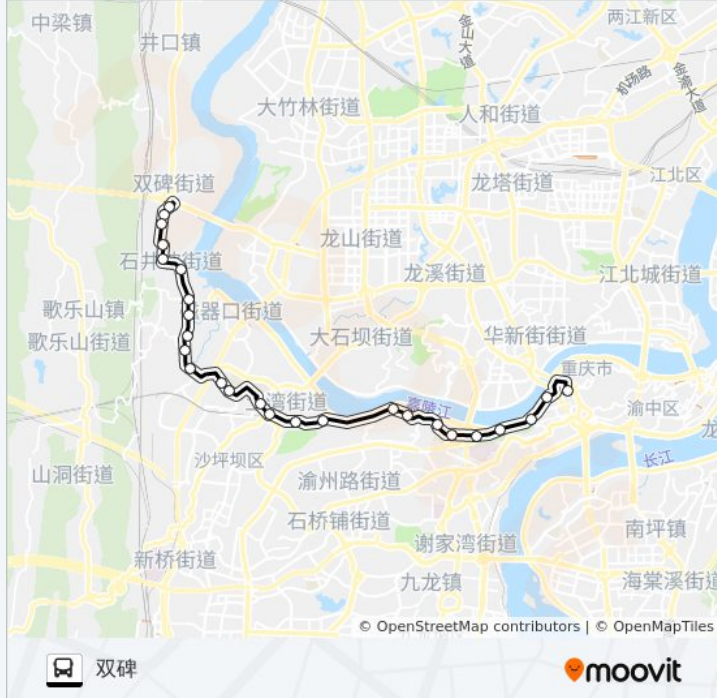 中梁镇
井口镇
两江新区
金山大道
机场路
金渝大道
大竹林街道
人和街道
双碑街道
龙塔街道
江北区
龙山街道
石井坡街道
龙溪街道
江北城街道
歌乐山镇
磁器口街道
歌乐山街道
大石坝街道
华新街街道
重庆市
湾街道
嘉陵江
渝中区
龙
沙坪坝区
长江
山洞街道
渝州路街道
石桥铺街道
南坪镇
新桥街道
谢家湾街道
九龙镇
海棠溪街道
© OpenStreetMap contributors | © OpenMapTiles
双碑
moovit